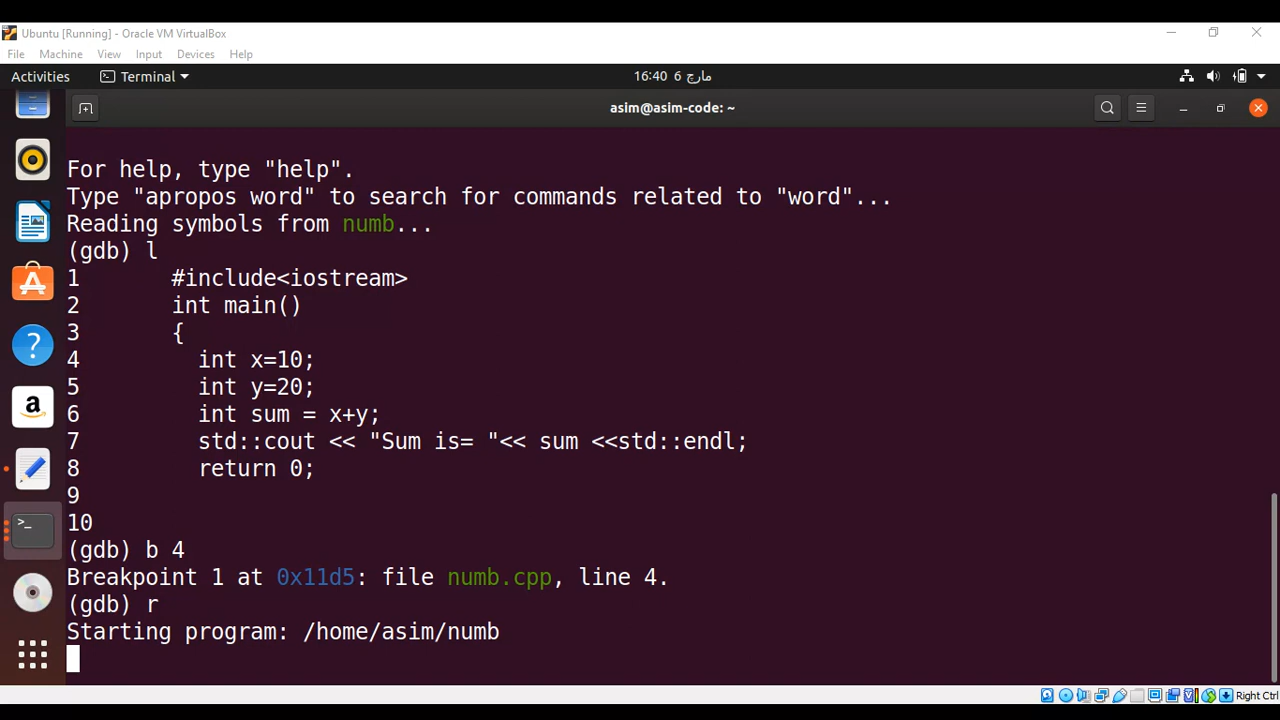 Ubuntu [Running] - Oracle VM VirtualBox
File Machine View Input Devices Help
Activities Terminal 16:40 6 مارچ
asim@asim-code: ~
For help, type "help".
Type "apropos word" to search for commands related to "word"...
Reading symbols from numb...
(gdb) l
1 #include<iostream>
2 int main()
3 {
4 int x=10;
5 int y=20;
6 int sum = x+y;
7 std::cout << "Sum is= "<< sum <<std::endl;
8 return 0;
9
10
(gdb) b 4
Breakpoint 1 at 0x11d5: file numb.cpp, line 4.
(gdb) r
Starting program: /home/asim/numb
Right Ctrl